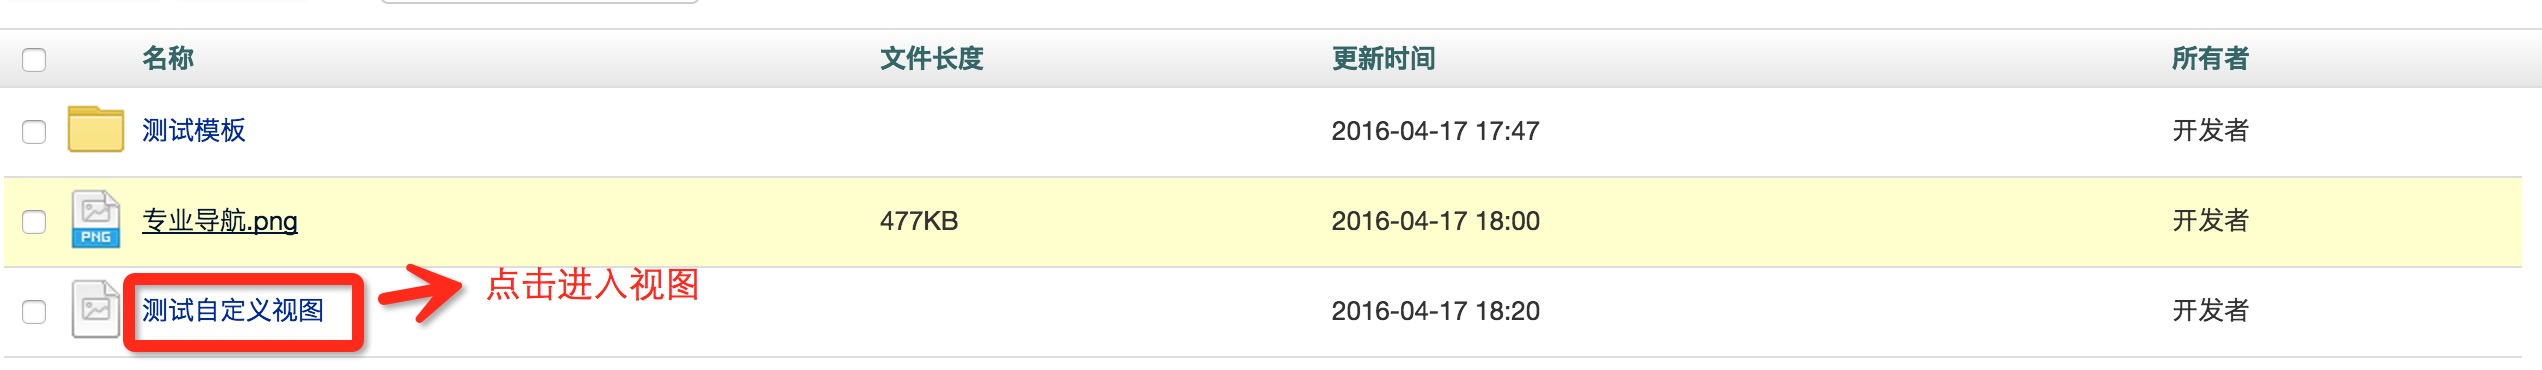 名称 文件长度 更新时间 所有者
测试模板 2016-04-17 17:47 开发者
PNG 专业导航.png 477KB 2016-04-17 18:00 开发者
点击进入视图
测试自定义视图 2016-04-17 18:20 开发者